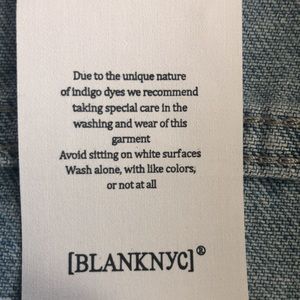 Due to the unique nature
of indigo dyes we recommend
taking special care in the
washing and wear of this
garment
Avoid sitting on white surfaces
Wash alone, with like colors,
or not at all
[BLANKNYC]®